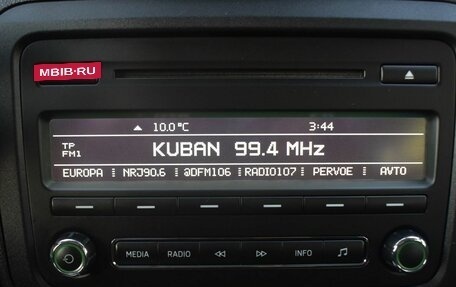 MBIB·RU
10.0°C 3:44
TP
FM1
KUBAN 99.4 MHz
EUROPA NRJ90.6 @DFM106 RADIO107 PERVOE AVTO
MEDIA RADIO INFO